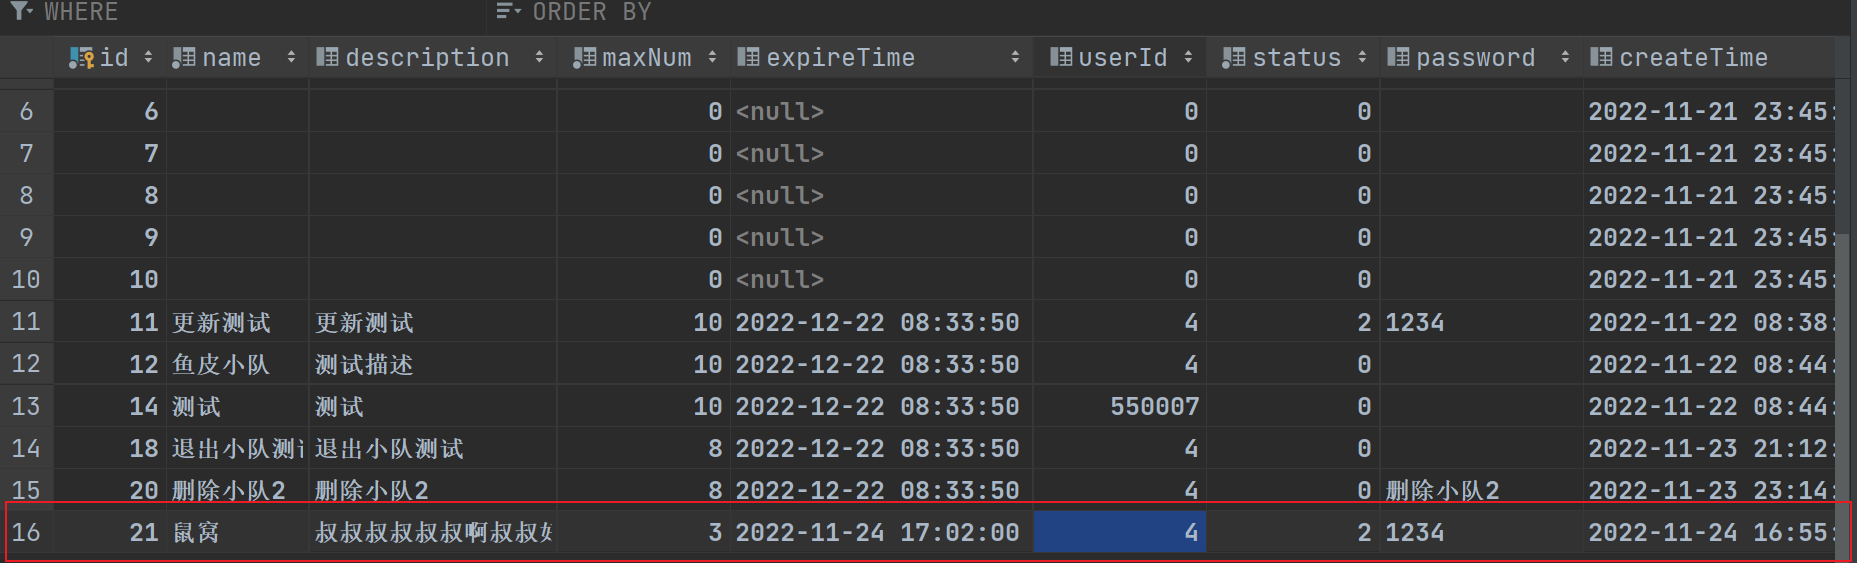 WHERE ORDER BY
id name description maxNum expireTime userId status password createTime
6 6 0 <null> 0 0 2022-11-21 23:45:
7 7 0 <null> 0 0 2022-11-21 23:45:
8 8 0 <null> 0 0 2022-11-21 23:45:
9 9 0 <null> 0 0 2022-11-21 23:45:
10 10 0 <null> 0 0 2022-11-21 23:45:
11 11 更新测试 更新测试 10 2022-12-22 08:33:50 4 2 1234 2022-11-22 08:38:
12 12 鱼皮小队 测试描述 10 2022-12-22 08:33:50 4 0 2022-11-22 08:44:
13 14 测试 测试 10 2022-12-22 08:33:50 550007 0 2022-11-22 08:44:
14 18 退出小队测 退出小队测试 8 2022-12-22 08:33:50 4 0 2022-11-23 21:12:
15 20 删除小队2 删除小队2 8 2022-12-22 08:33:50 4 0 删除小队2 2022-11-23 23:14:
16 21 鼠窝 叔叔叔叔叔叔啊叔叔 3 2022-11-24 17:02:00 4 2 1234 2022-11-24 16:55: